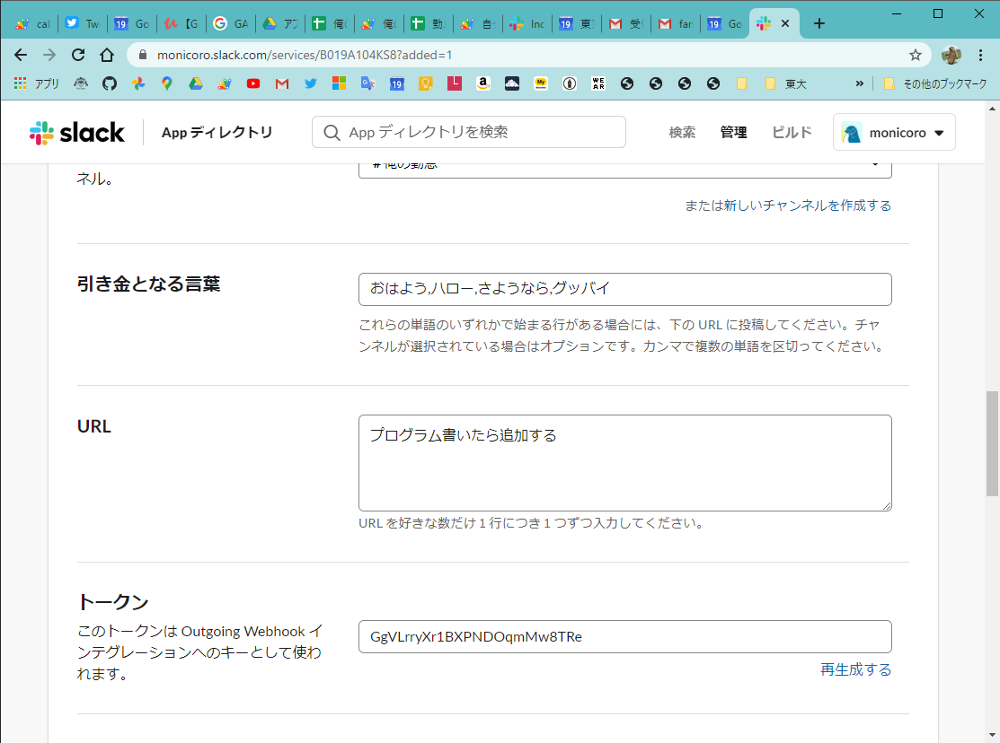 cal
Tw
Go
【G
GA
アプ
俺の
俺の
勤
自
Inc
東
受
far
Go
monicoro.slack.com/services/B019A104KS8?added=1
アプリ
東大
»
その他のブックマーク
slack
App ディレクトリ
App ディレクトリを検索
検索
管理
ビルド
monicoro
ネル。
#俺の勤怠
または新しいチャンネルを作成する
引き金となる言葉
おはよう,ハロー,さようなら,グッバイ
これらの単語のいずれかで始まる行がある場合には、下の URL に投稿してください。チャ
ンネルが選択されている場合はオプションです。カンマで複数の単語を区切ってください。
URL
プログラム書いたら追加する
URL を好きな数だけ 1 行につき 1 つずつ入力してください。
トークン
このトークンは Outgoing Webhook イ
ンテグレーションへのキーとして使わ
れます。
GgVLrryXr1BXPNDOqmMw8TRe
再生成する